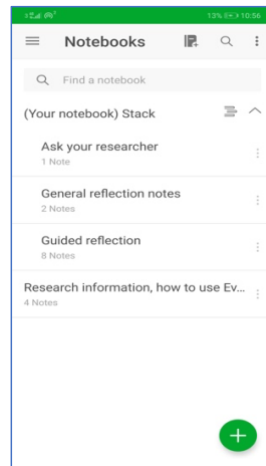 13% 10:56
Notebooks
Find a notebook
(Your notebook) Stack
Ask your researcher
1 Note
General reflection notes
2 Notes
Guided reflection
8 Notes
Research information, how to use Ev...
4 Notes